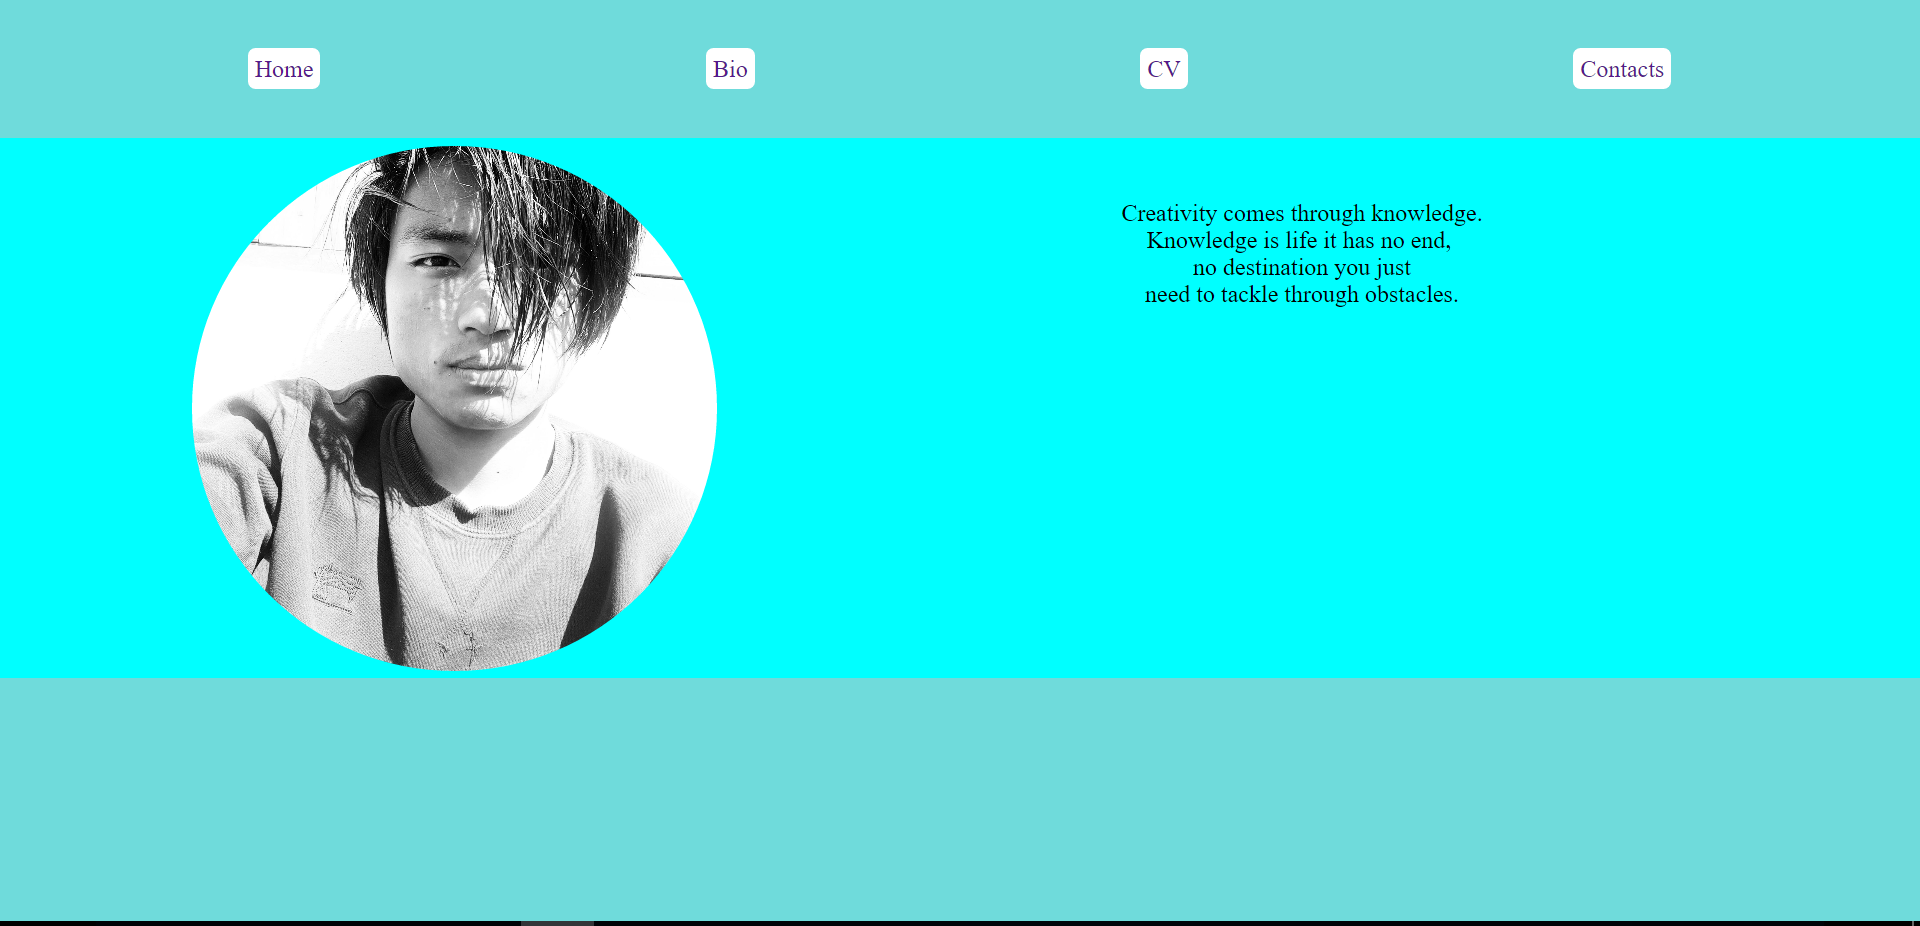 Home
Bio
CV
Contacts
Creativity comes through knowledge.
Knowledge is life it has no end,
no destination you just
need to tackle through obstacles.